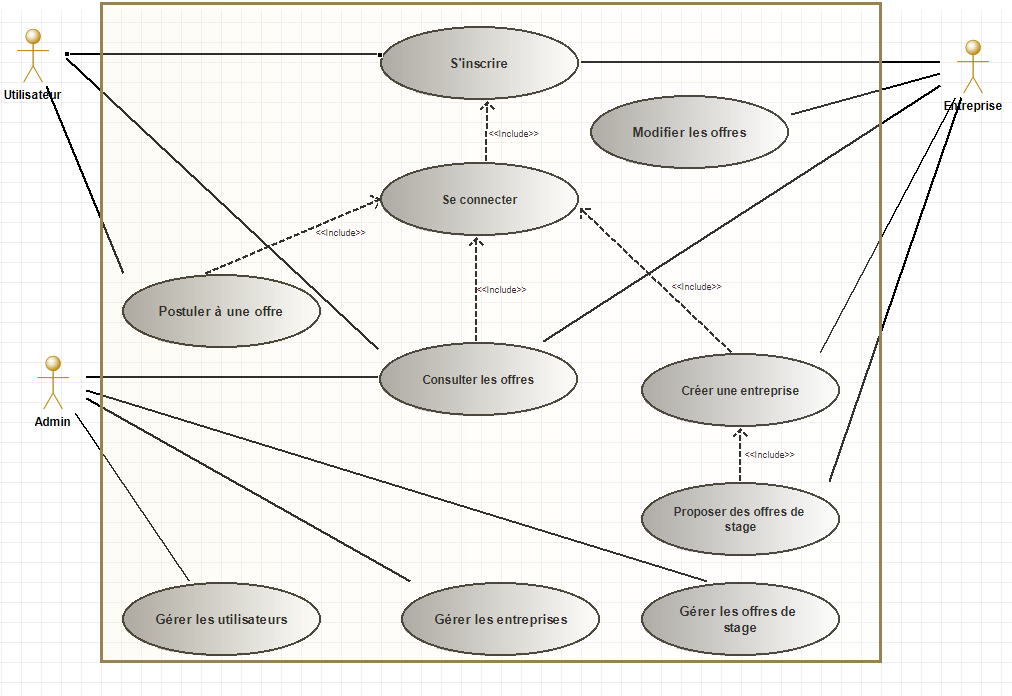 S'inscrire
Utilisateur
Entreprise
Modifier les offres
<<Include>>
Se connecter
<<Include>>
<<Include>>
<<Include>>
Postuler à une offre
Consulter les offres
Créer une entreprise
Admin
<<Include>>
Proposer des offres de
stage
Gérer les utilisateurs
Gérer les entreprises
Gérer les offres de
stage